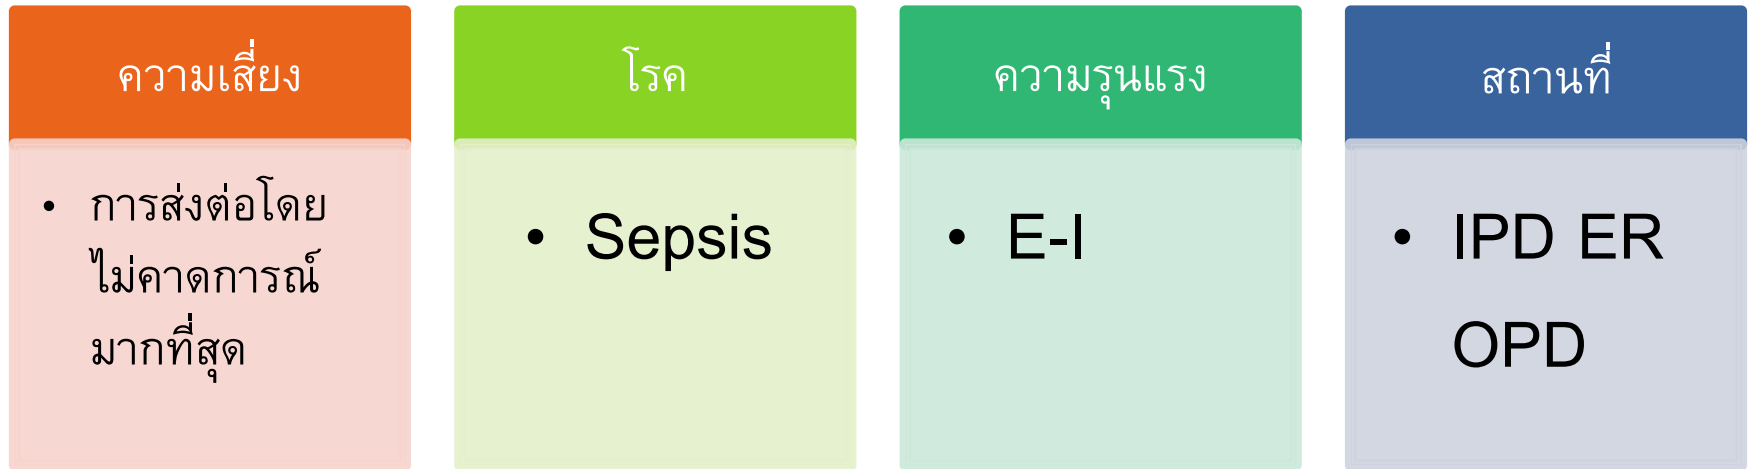 ความเสี่ยง
• การส่งต่อโดย
ไม่คาดการณ์
มากที่สุด
โรค
• Sepsis
ความรุนแรง
• E-I
สถานที่
• IPD ER
OPD